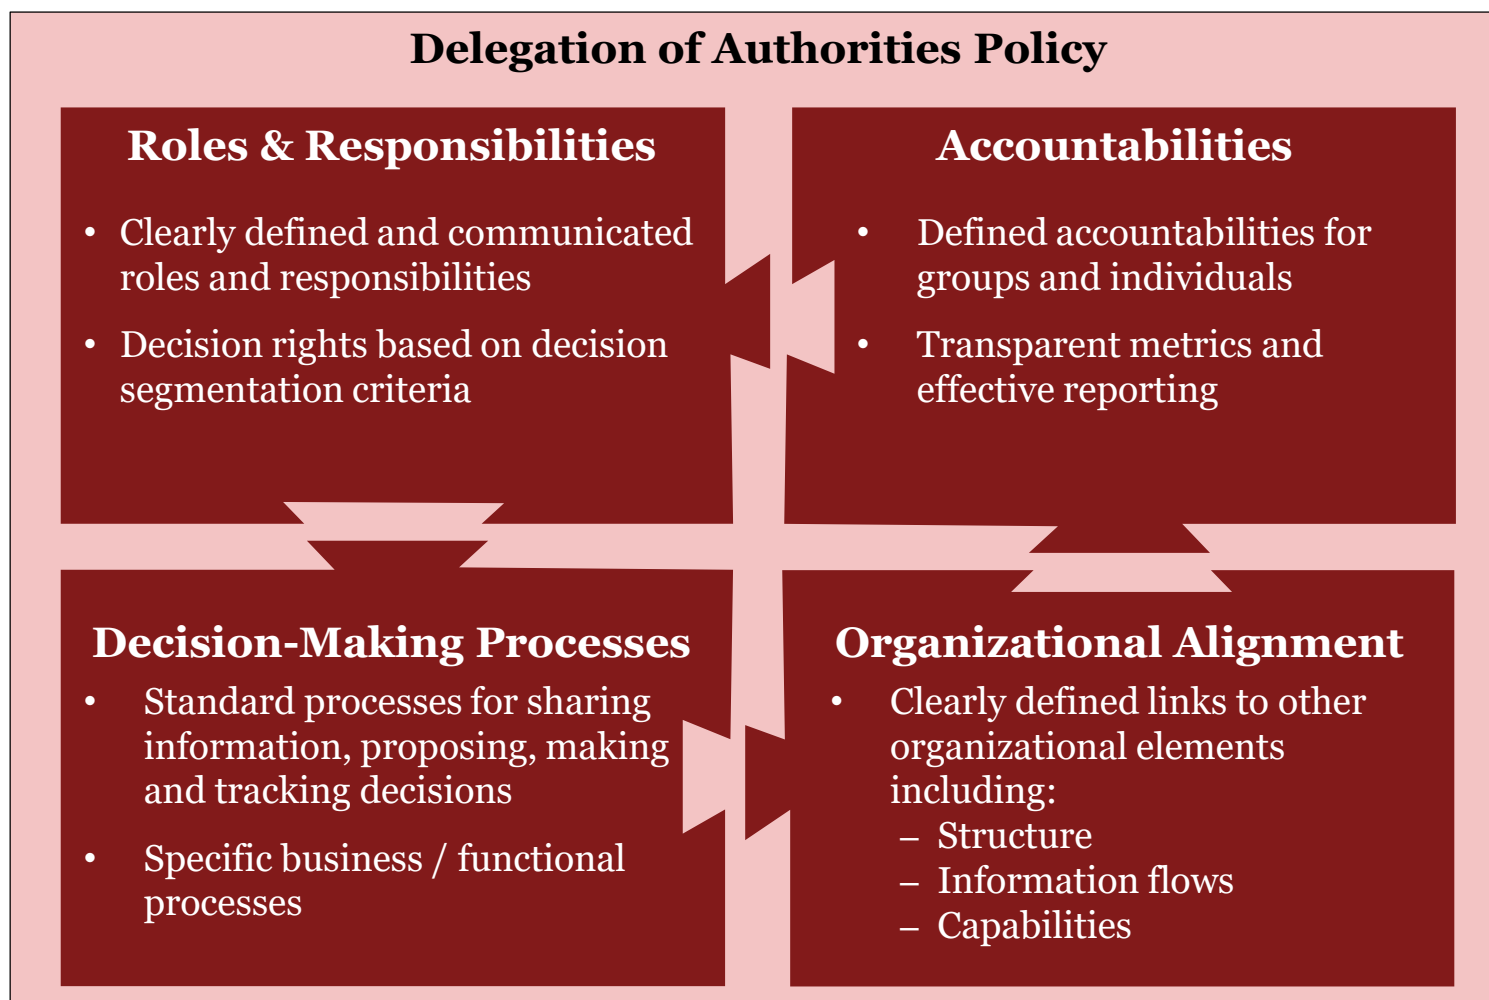 Delegation of Authorities Policy
Roles & Responsibilities
• Clearly defined and communicated
roles and responsibilities
• Decision rights based on decision
segmentation criteria
Accountabilities
• Defined accountabilities for
groups and individuals
• Transparent metrics and
effective reporting
Decision-Making Processes
• Standard processes for sharing
information, proposing, making
and tracking decisions
• Specific business / functional
processes
Organizational Alignment
• Clearly defined links to other
organizational elements
including:
– Structure
– Information flows
– Capabilities